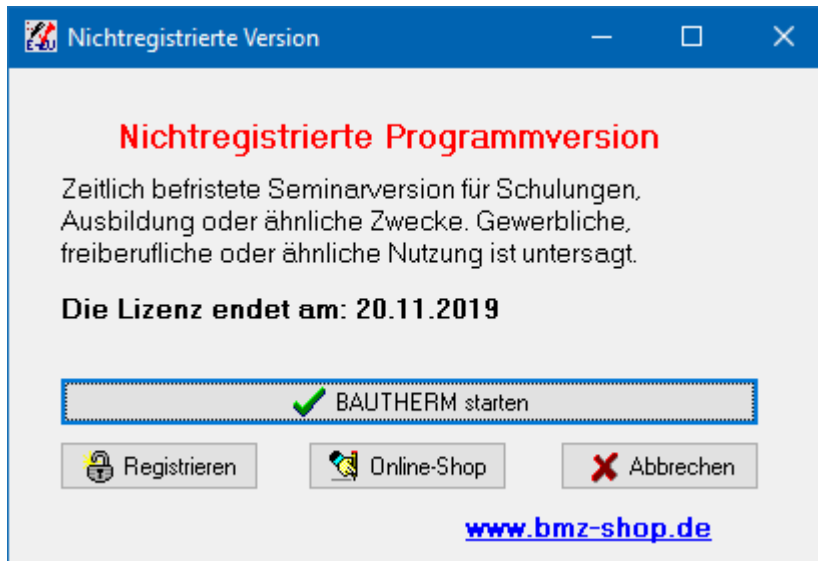 Nichtregistrierte Version
Nichtregistrierte Programmversion
Zeitlich befristete Seminarversion für Schulungen,
Ausbildung oder ähnliche Zwecke. Gewerbliche,
freiberufliche oder ähnliche Nutzung ist untersagt.
Die Lizenz endet am: 20.11.2019
BAUTHERM starten
Registrieren
Online-Shop
Abbrechen
www.bmz-shop.de